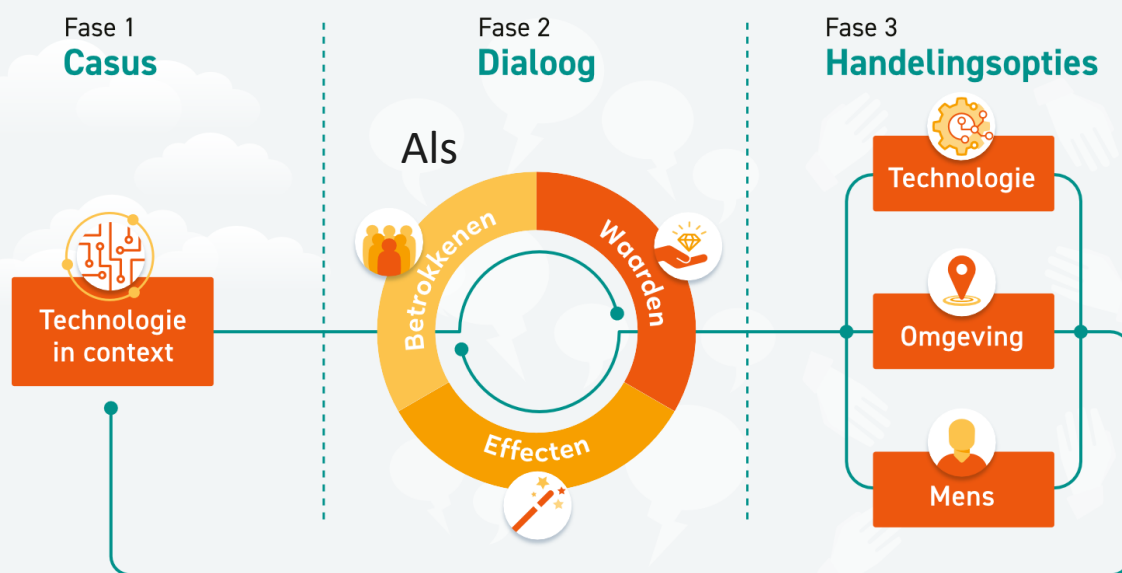 Fase 1
Casus
Technologie
in context
Fase 2
Dialoog
Als
Betrokkenen
Waarden
Effecten
Fase 3
Handelingsopties
Technologie
Omgeving
Mens